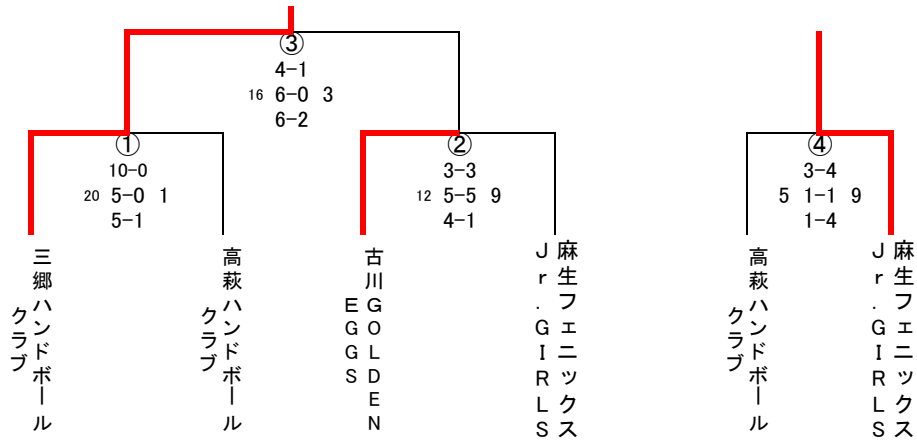 ③
4-1
16 6-0 3
6-2
①
10-0
20 5-0 1
5-1
②
3-3
12 5-5 9
4-1
④
3-4
5 1-1 9
1-4
三郷ハンドボール
クラブ
高萩ハンドボール
クラブ
古川GOLDEN
EGGS
麻生フェニックス
Jr.GIRLS
高萩ハンドボール
クラブ
麻生フェニックス
Jr.GIRLS